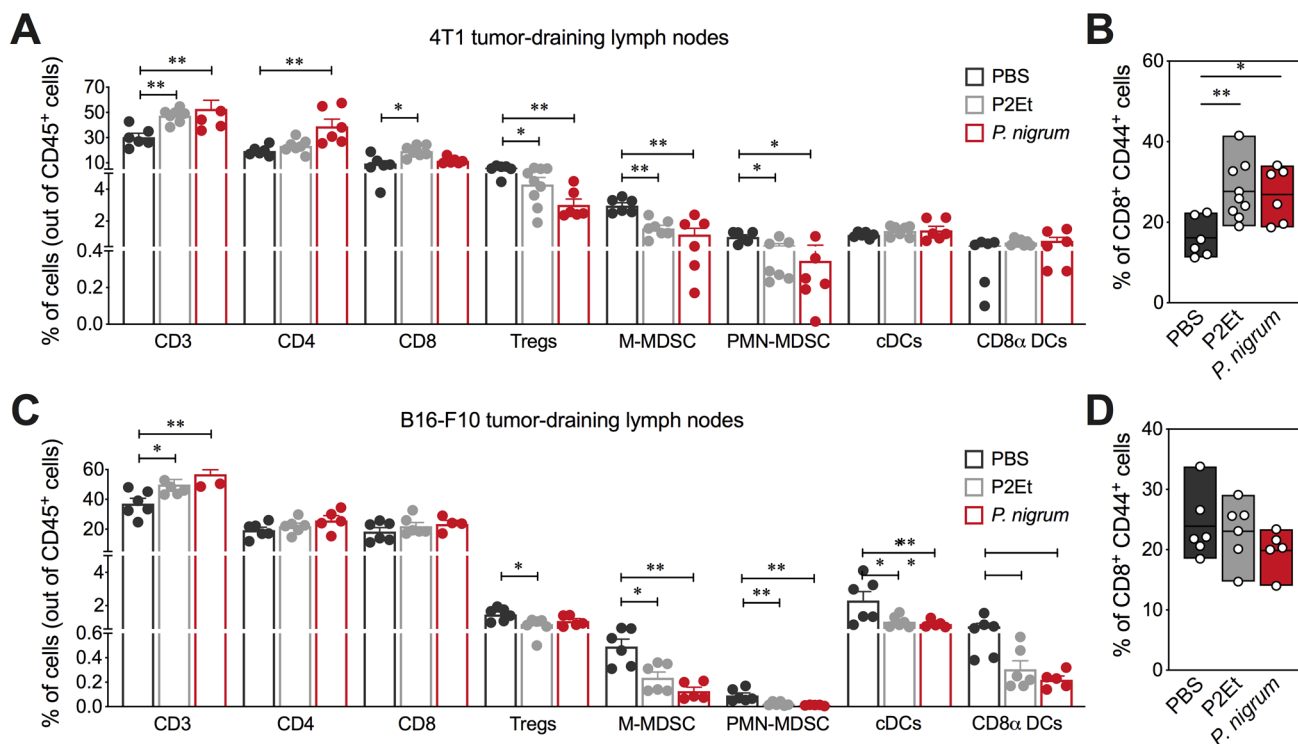 A
4T1 tumor-draining lymph nodes
% of cells (out of CD45⁺ cells)
70
50
30
10
4
2
0.4
0.2
0.0
** ** ** * * ** ** ** * *
PBS
P2Et
P. nigrum
CD3 CD4 CD8 Tregs M-MDSC PMN-MDSC cDCs CD8α DCs
B
% of CD8⁺ CD44⁺ cells
60
40
20
0
*
**
PBS P2Et P. nigrum
C
B16-F10 tumor-draining lymph nodes
% of cells (out of CD45⁺ cells)
60
40
20
4
2
0.6
0.4
0.2
0.0
** * * ** * ** ** ** * *
PBS
P2Et
P. nigrum
CD3 CD4 CD8 Tregs M-MDSC PMN-MDSC cDCs CD8α DCs
D
% of CD8⁺ CD44⁺ cells
40
30
20
10
0
PBS P2Et P. nigrum